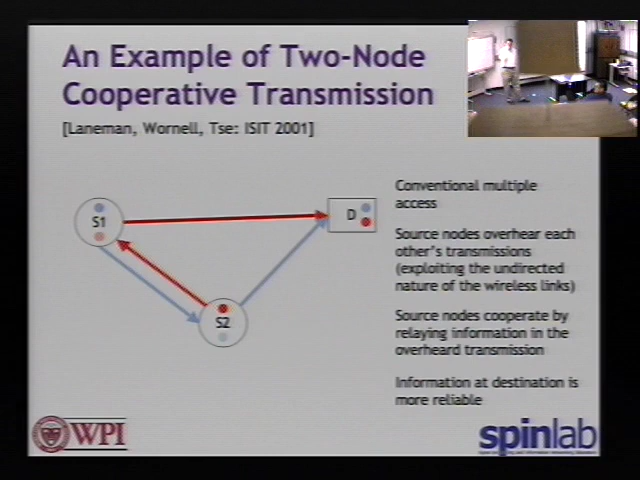 An Example of Two-Node
Cooperative Transmission
[Laneman, Wornell, Tse: ISIT 2001]
S1
D
S2
Conventional multiple
access
Source nodes overhear each
other's transmissions
(exploiting the undirected
nature of the wireless links)
Source nodes cooperate by
relaying information in the
overheard transmission
Information at destination is
more reliable
WPI
spinlab